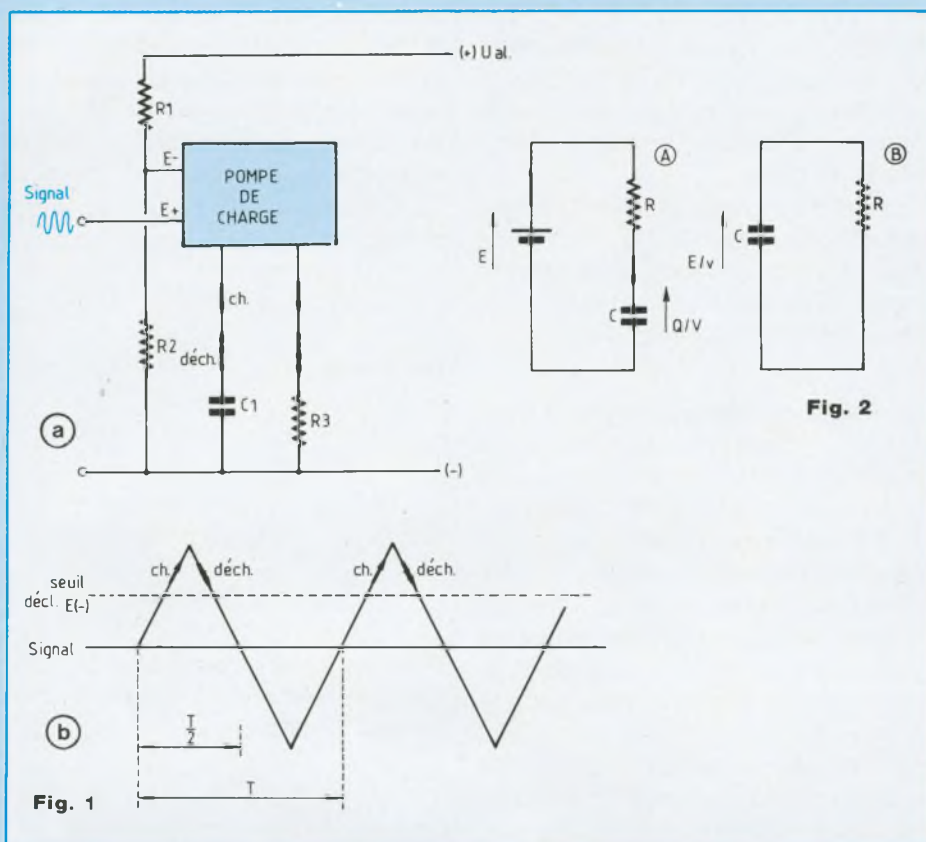 (+) U al.
R1
E-
Signal
E+
POMPE
DE
CHARGE
ch.
R2
déch.
C1
R3
a
(-)
A
R
E
C
Q/V
B
C
E/v
R
Fig. 2
ch.
déch.
ch.
déch.
seuil
décl. E(-)
Signal
b
T/2
T
Fig. 1